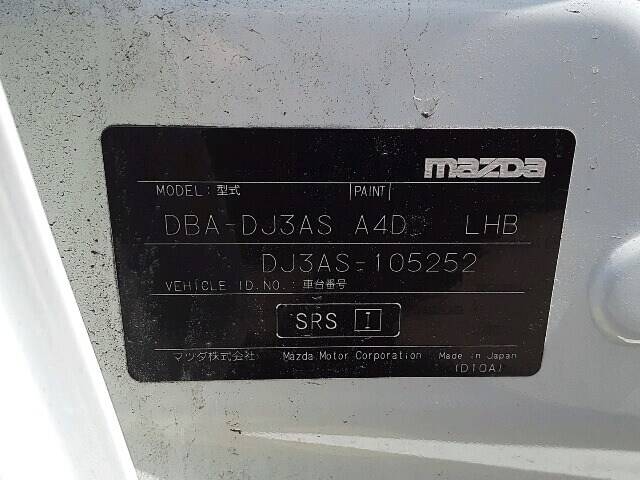 mazda
MODEL: 型式 |PAINT|
DBA-DJ3AS A4D LHB
DJ3AS-105252
VEHICLE ID.NO.: 車台番号
SRS I
マツダ株式会社 Mazda Motor Corporation Made in Japan
(D10A)